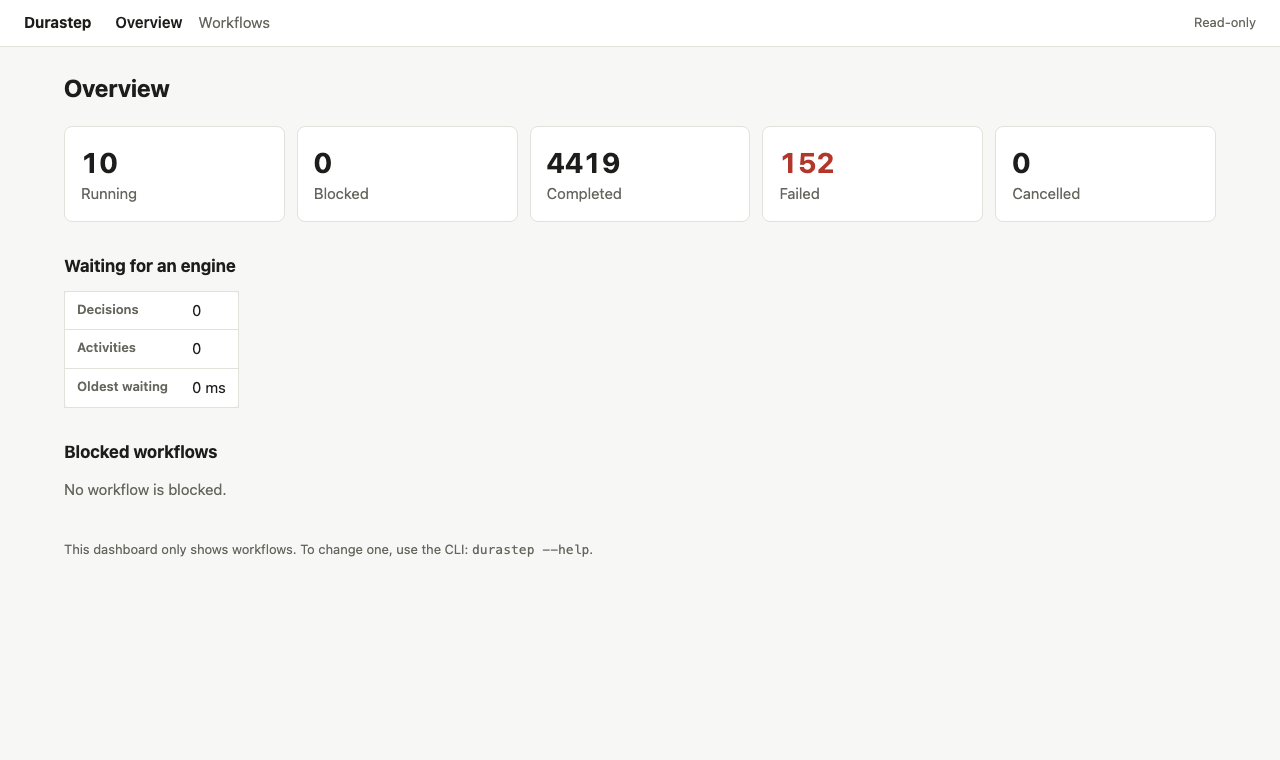 Durastep Overview Workflows Read-only
Overview
10 0 4419 152 0
Running Blocked Completed Failed Cancelled
Waiting for an engine
Decisions 0
Activities 0
Oldest waiting 0 ms
Blocked workflows
No workflow is blocked.
This dashboard only shows workflows. To change one, use the CLI: durastep --help.